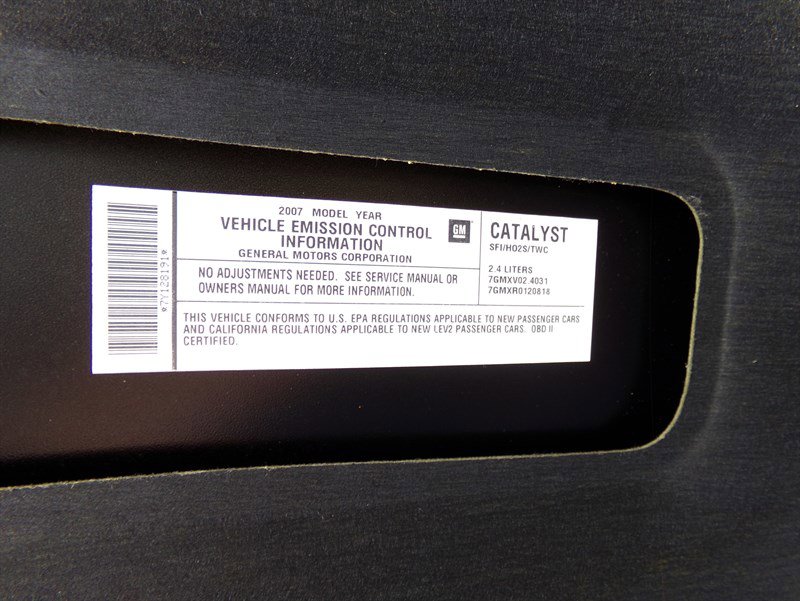 *7Y128191*
2007 MODEL YEAR
VEHICLE EMISSION CONTROL
INFORMATION
GENERAL MOTORS CORPORATION
GM
NO ADJUSTMENTS NEEDED. SEE SERVICE MANUAL OR
OWNERS MANUAL FOR MORE INFORMATION.
CATALYST
SFI/HO2S/TWC
2.4 LITERS
7GMXV02.4031
7GMXR0120818
THIS VEHICLE CONFORMS TO U.S. EPA REGULATIONS APPLICABLE TO NEW PASSENGER CARS
AND CALIFORNIA REGULATIONS APPLICABLE TO NEW LEV2 PASSENGER CARS. OBD II
CERTIFIED.